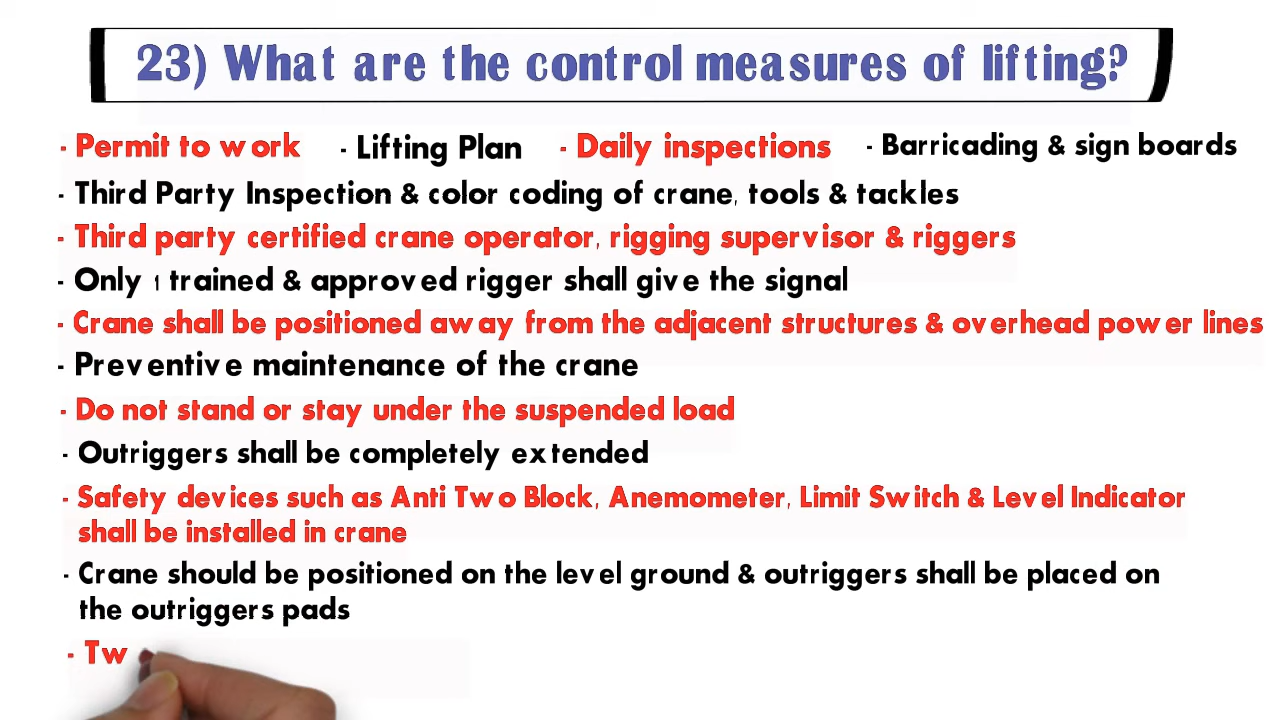 23) What are the control measures of lifting?
- Permit to work - Lifting Plan - Daily inspections - Barricading & sign boards
- Third Party Inspection & color coding of crane, tools & tackles
- Third party certified crane operator, rigging supervisor & riggers
- Only trained & approved rigger shall give the signal
- Crane shall be positioned away from the adjacent structures & overhead power lines
- Preventive maintenance of the crane
- Do not stand or stay under the suspended load
- Outriggers shall be completely extended
- Safety devices such as Anti Two Block, Anemometer, Limit Switch & Level Indicator
shall be installed in crane
- Crane should be positioned on the level ground & outriggers shall be placed on
the outriggers pads
- Tw